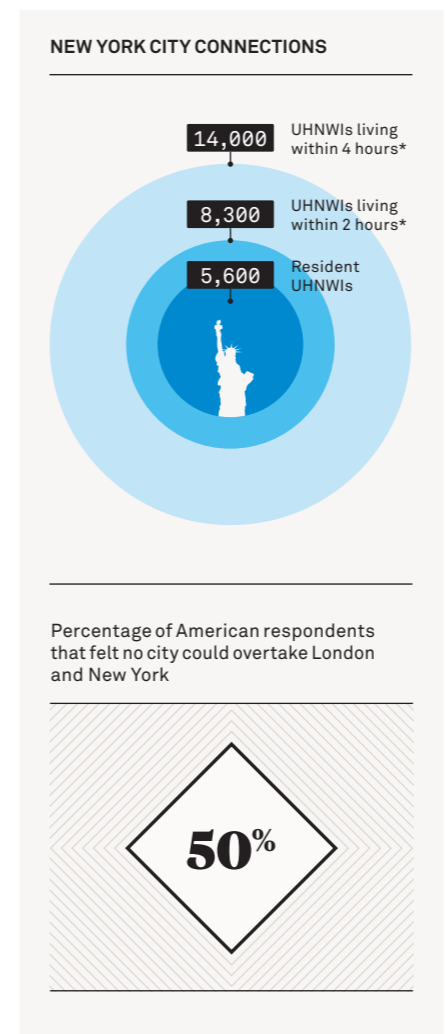 NEW YORK CITY CONNECTIONS
14,000
UHNWIs living
within 4 hours*
8,300
UHNWIs living
within 2 hours*
5,600
Resident
UHNWIs
Percentage of American respondents
that felt no city could overtake London
and New York
50%